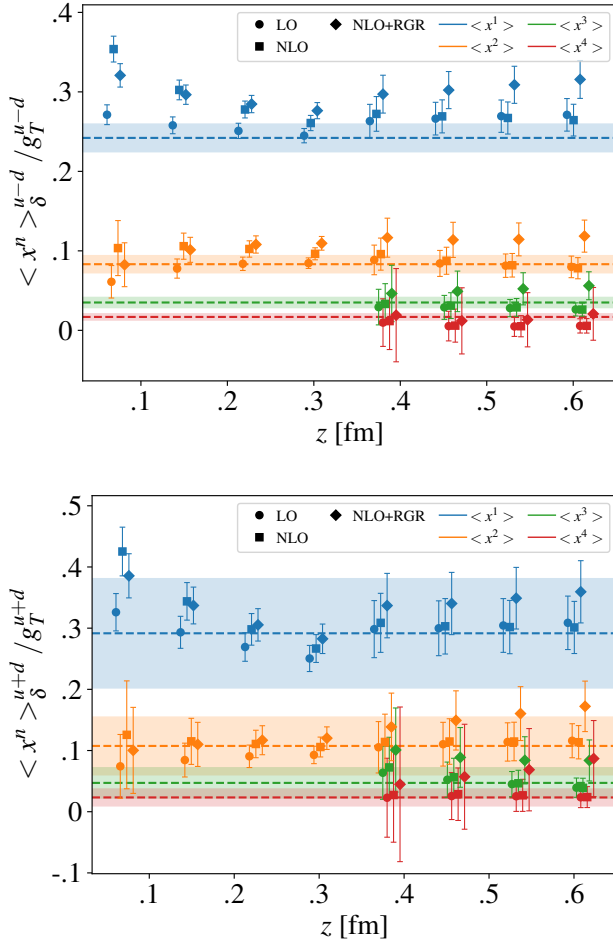 LO
NLO
NLO+RGR
< x^1 >
< x^2 >
< x^3 >
< x^4 >
< x^n >_δ^{u−d} / g_T^{u−d}
.4
.3
.2
.1
0
.1 .2 .3 .4 .5 .6
z [fm]
LO
NLO
NLO+RGR
< x^1 >
< x^2 >
< x^3 >
< x^4 >
< x^n >_δ^{u+d} / g_T^{u+d}
.5
.4
.3
.2
.1
0
-.1
.1 .2 .3 .4 .5 .6
z [fm]